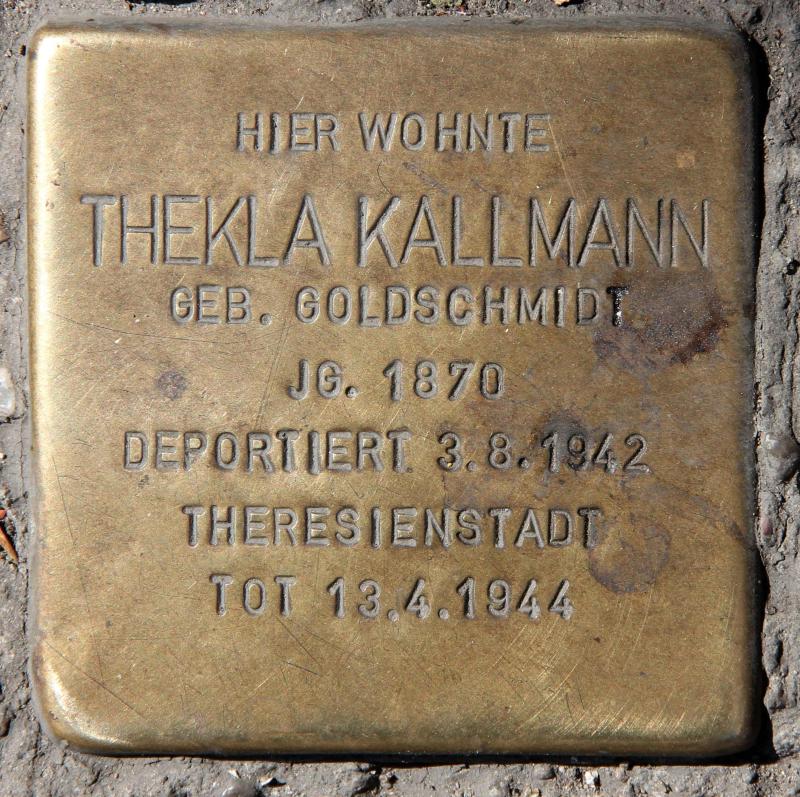 HIER WOHNTE
THEKLA KALLMANN
GEB. GOLDSCHMIDT
JG. 1870
DEPORTIERT 3.8.1942
THERESIENSTADT
TOT 13.4.1944